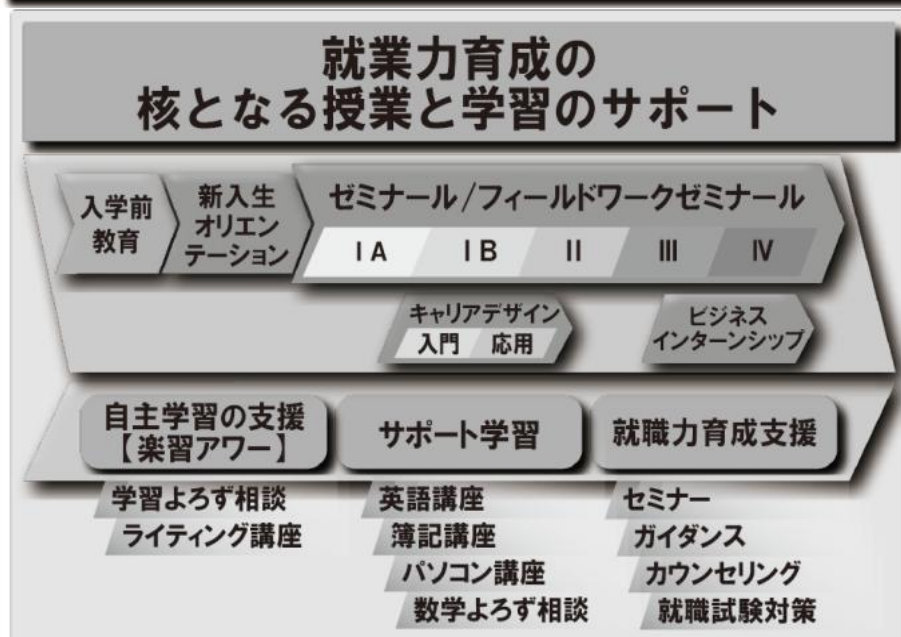 就業力育成の
核となる授業と学習のサポート
入学前
教育
新入生
オリエン
テーション
ゼミナール/フィールドワークゼミナール
ⅠA ⅠB Ⅱ Ⅲ Ⅳ
キャリアデザイン
入門 応用
ビジネス
インターンシップ
自主学習の支援
【楽習アワー】
学習よろず相談
ライティング講座
サポート学習
英語講座
簿記講座
パソコン講座
数学よろず相談
就職力育成支援
セミナー
ガイダンス
カウンセリング
就職試験対策